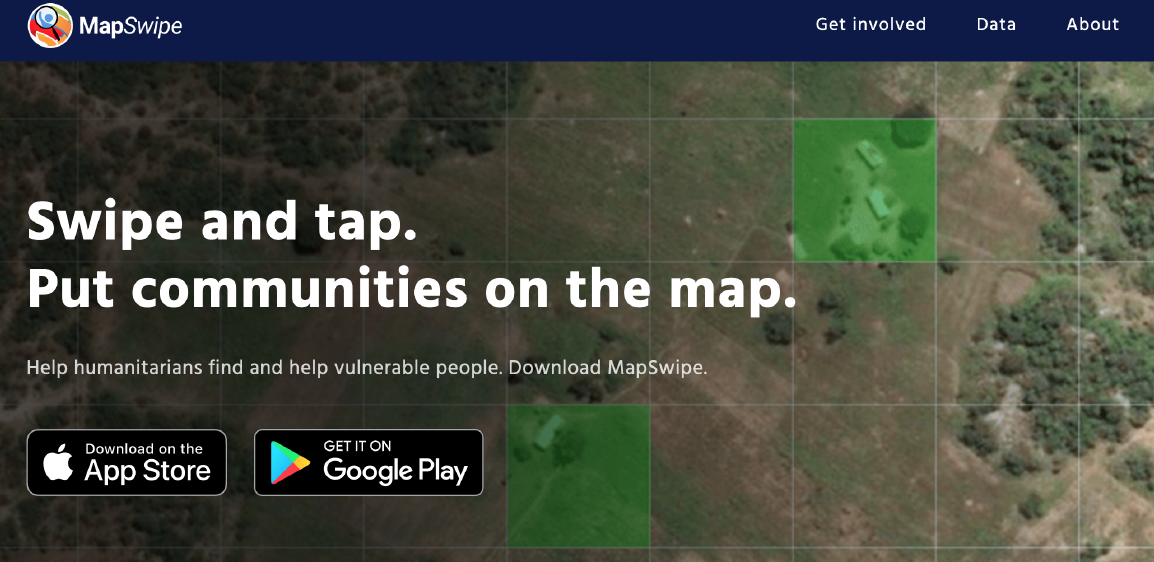 MapSwipe
Get involved
Data
About
Swipe and tap.
Put communities on the map.
Help humanitarians find and help vulnerable people. Download MapSwipe.
Download on the
App Store
GET IT ON
Google Play